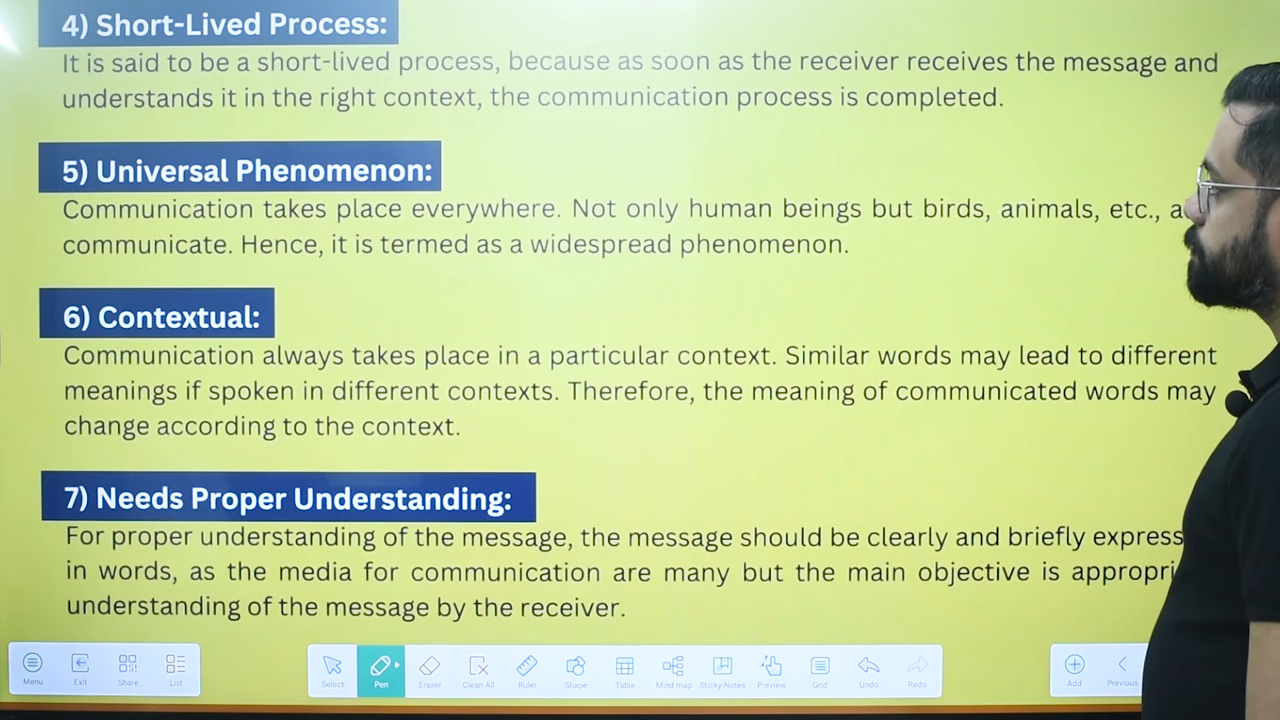 4) Short-Lived Process:
It is said to be a short-lived process, because as soon as the receiver receives the message and
understands it in the right context, the communication process is completed.
5) Universal Phenomenon:
Communication takes place everywhere. Not only human beings but birds, animals, etc.,
communicate. Hence, it is termed as a widespread phenomenon.
6) Contextual:
Communication always takes place in a particular context. Similar words may lead to different
meanings if spoken in different contexts. Therefore, the meaning of communicated words may
change according to the context.
7) Needs Proper Understanding:
For proper understanding of the message, the message should be clearly and briefly express
in words, as the media for communication are many but the main objective is appropri
understanding of the message by the receiver.
Menu Exit Share List Select Pen Eraser Clean All Ruler Shape Table Mind map Sticky-Notes Preview Grid Undo Redo Add Previous